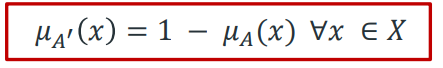 μ_{A'}(x) = 1 − μ_A(x) ∀x ∈ X